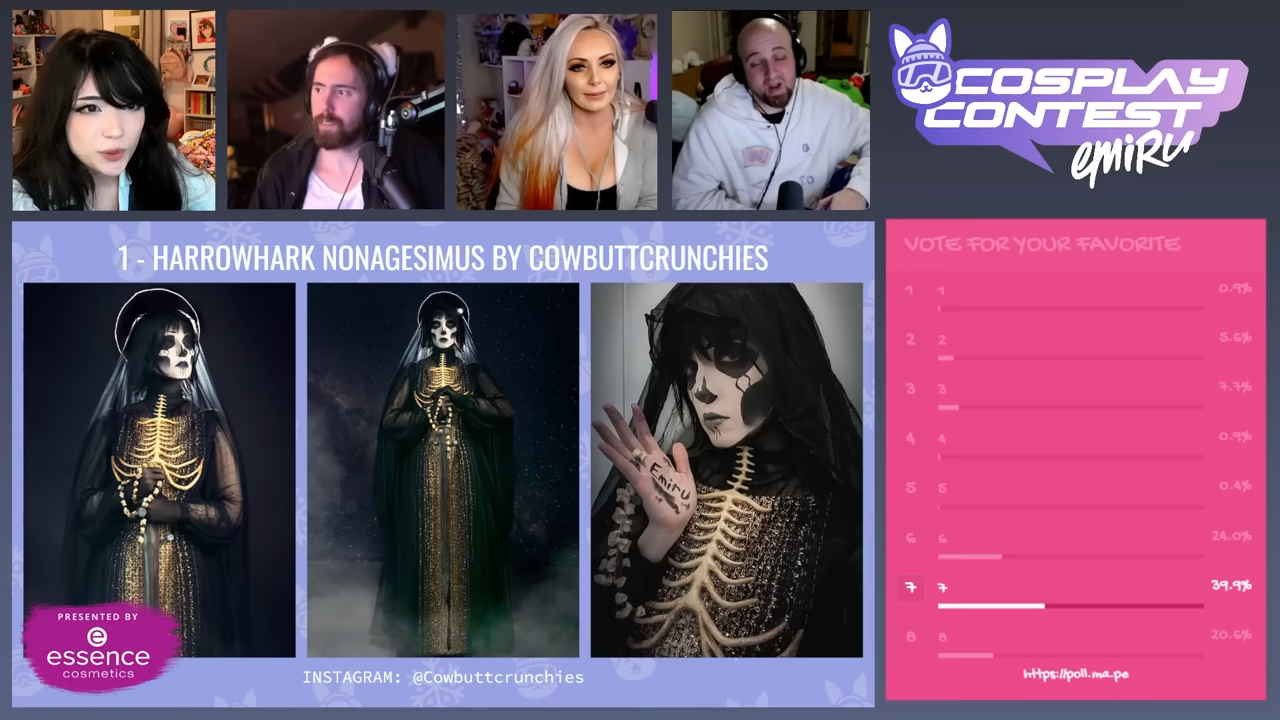 COSPLAY
CONTEST
emiru
1 - HARROWHARK NONAGESIMUS BY COWBUTTCRUNCHIES
Emiru
PRESENTED BY
e
essence
cosmetics
INSTAGRAM: @Cowbuttcrunchies
VOTE FOR YOUR FAVORITE
1 1 0.9%
2 2 5.6%
3 3 7.7%
4 4 0.9%
5 5 0.4%
6 6 24.0%
7 7 39.9%
8 8 20.6%
https://poll.ma.pe